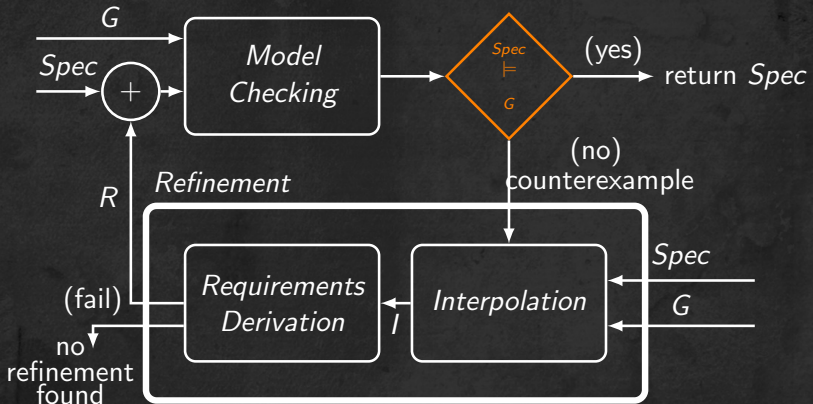 G
Spec
+
Model
Checking
Spec
⊨
G
(yes)
return Spec
(no)
counterexample
R
Refinement
Requirements
Derivation
I
Interpolation
Spec
G
(fail)
no
refinement
found